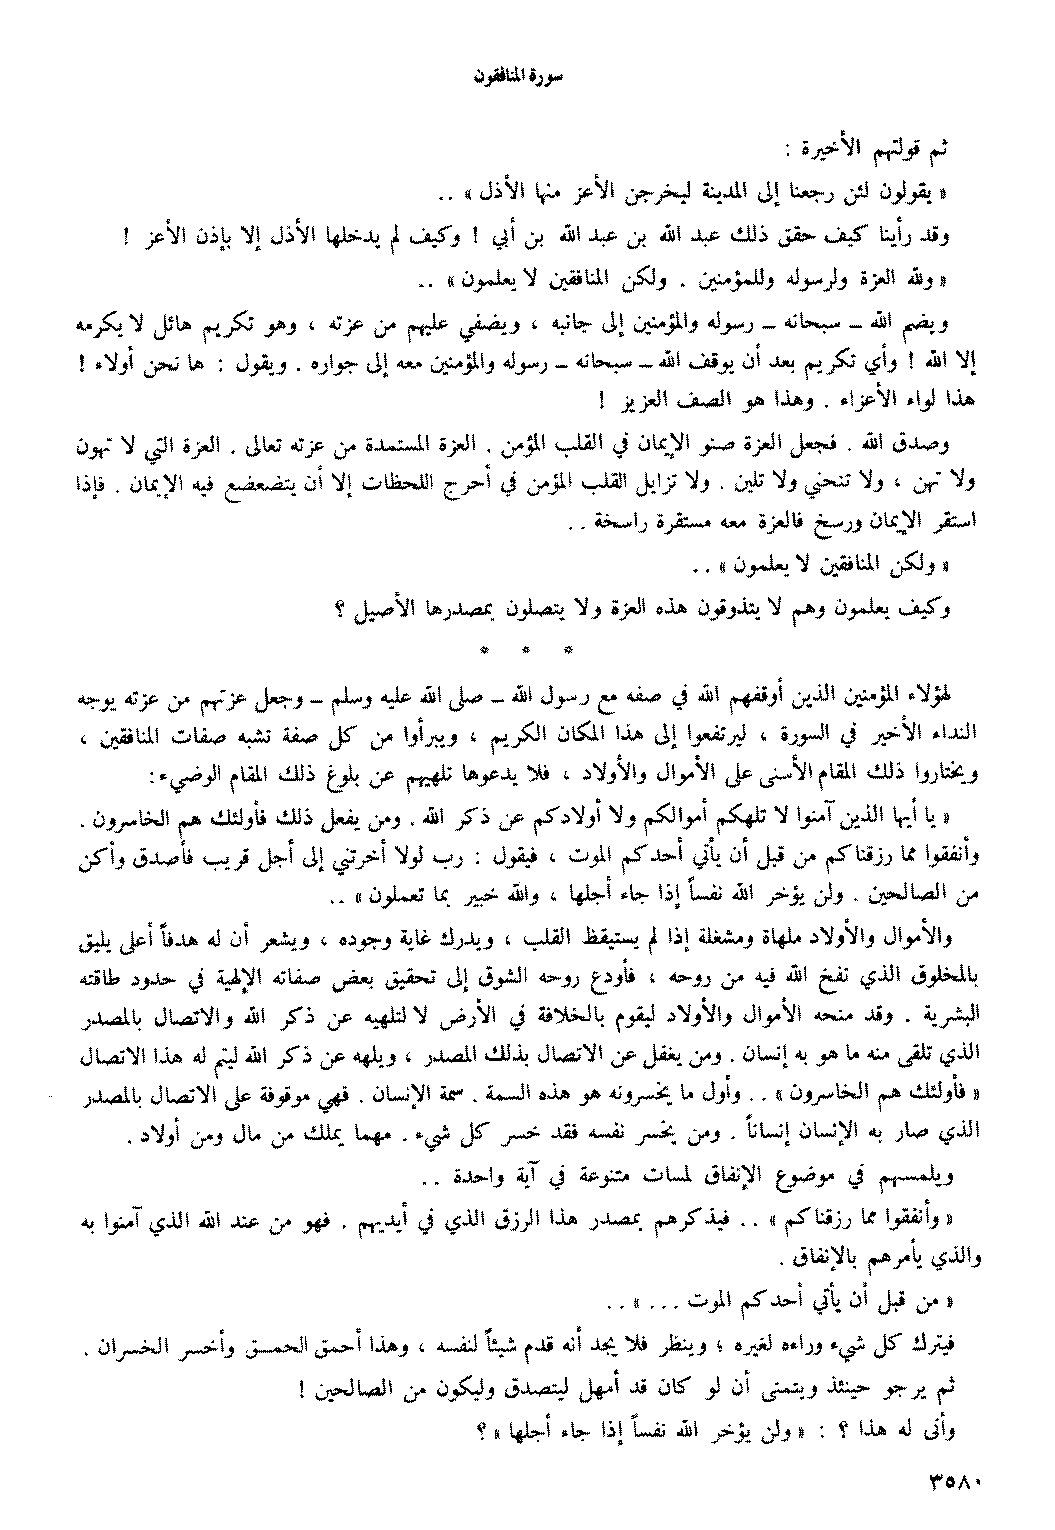 سورة المنافقون
ثم قولتهم الأخيرة :
« يقولون لئن رجعنا إلى المدينة ليخرجن الأعز منها الأذل » ..
وقد رأينا كيف حقق ذلك عبد الله بن عبد الله بن أبي ! وكيف لم يدخلها الأذل إلا بإذن الأعز !
« ولله العزة ولرسوله وللمؤمنين . ولكن المنافقين لا يعلمون » ..
ويضم الله – سبحانه – رسوله والمؤمنين إلى جانبه ، ويضفي عليهم من عزته ، وهو تكريم هائل لا يكرمه
إلا الله ! وأي تكريم بعد أن يوقف الله – سبحانه – رسوله والمؤمنين معه إلى جواره . ويقول : ها نحن أولاء !
هذا لواء الأعزاء . وهذا هو الصف العزيز !
وصدق الله . فجعل العزة صنو الإيمان في القلب المؤمن . العزة المستمدة من عزته تعالى . العزة التي لا تهون
ولا تهن ، ولا تنحني ولا تلين . ولا تزايل القلب المؤمن في أحرج اللحظات إلا أن يتضعضع فيه الإيمان . فإذا
استقر الإيمان ورسخ فالعزة معه مستقرة راسخة ..
« ولكن المنافقين لا يعلمون » ..
وكيف يعلمون وهم لا يتذوقون هذه العزة ولا يتصلون بمصدرها الأصيل ؟
* * *
لهؤلاء المؤمنين الذين أوقفهم الله في صفه مع رسول الله – صلى الله عليه وسلم – وجعل عزتهم من عزته يوجه
النداء الأخير في السورة ، ليرتفعوا إلى هذا المكان الكريم ، ويبرأوا من كل صفة تشبه صفات المنافقين ،
ويختاروا ذلك المقام الأسنى على الأموال والأولاد ، فلا يدعوها تلهيهم عن بلوغ ذلك المقام الوضيء :
« يا أيها الذين آمنوا لا تلهكم أموالكم ولا أولادكم عن ذكر الله . ومن يفعل ذلك فأولئك هم الخاسرون .
وأنفقوا مما رزقناكم من قبل أن يأتي أحدكم الموت ، فيقول : رب لولا أخرتني إلى أجل قريب فأصدق وأكن
من الصالحين . ولن يؤخر الله نفساً إذا جاء أجلها ، والله خبير بما تعملون » ..
والأموال والأولاد ملهاة ومشغلة إذا لم يستيقظ القلب ، ويدرك غاية وجوده ، ويشعر أن له هدفاً أعلى يليق
بالمخلوق الذي نفخ الله فيه من روحه ، فأودع روحه الشوق إلى تحقيق بعض صفاته الإلهية في حدود طاقته
البشرية . وقد منحه الأموال والأولاد ليقوم بالخلافة في الأرض لا لتلهيه عن ذكر الله والاتصال بالمصدر
الذي تلقى منه ما هو به إنسان . ومن يغفل عن الاتصال بذلك المصدر ، ويلهه عن ذكر الله ليتم له هذا الاتصال
« فأولئك هم الخاسرون » .. وأول ما يخسرونه هو هذه السمة . سمة الإنسان . فهي موقوفة على الاتصال بالمصدر
الذي صار به الإنسان إنساناً . ومن يخسر نفسه فقد خسر كل شيء . مهما يملك من مال ومن أولاد .
ويلمسهم في موضوع الإنفاق لمسات متنوعة في آية واحدة ..
« وأنفقوا مما رزقناكم » .. فيذكرهم بمصدر هذا الرزق الذي في أيديهم . فهو من عند الله الذي آمنوا به
والذي يأمرهم بالإنفاق .
« من قبل أن يأتي أحدكم الموت ... » ..
فيترك كل شيء وراءه لغيره ؛ وينظر فلا يجد أنه قدم شيئاً لنفسه ، وهذا أحمق الحمق وأخسر الخسران .
ثم يرجو حينئذ ويتمنى أن لو كان قد أمهل ليتصدق وليكون من الصالحين !
وأنى له هذا ؟ : « ولن يؤخر الله نفساً إذا جاء أجلها » ؟
٣٥٨٠